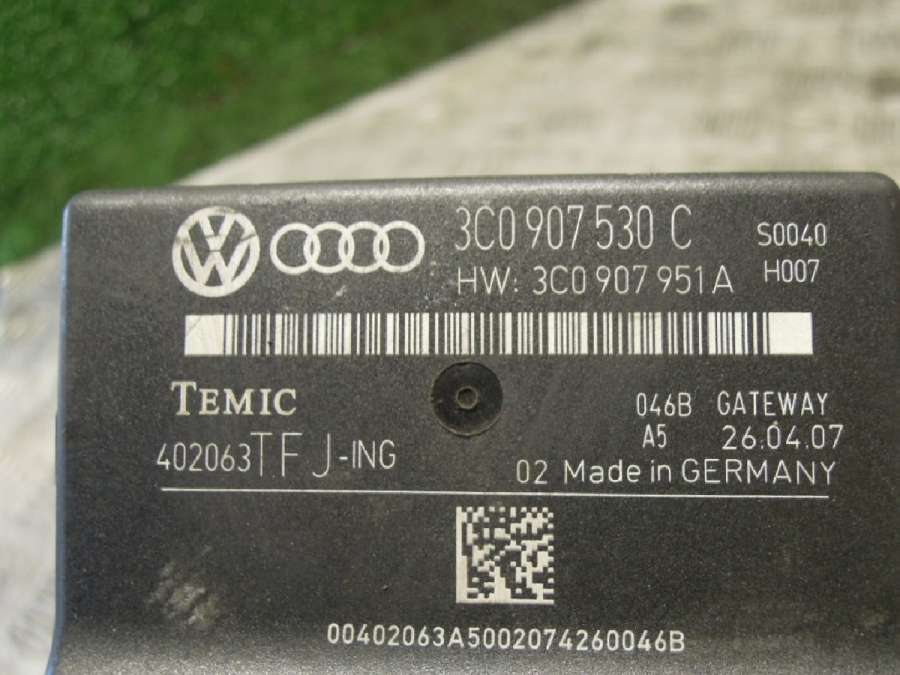 3C0 907 530 C S0040
HW: 3C0 907 951 A H007
TEMIC 046B GATEWAY
A5 26.04.07
402063TFJ-ING
02 Made in GERMANY
00402063A5002074260046B